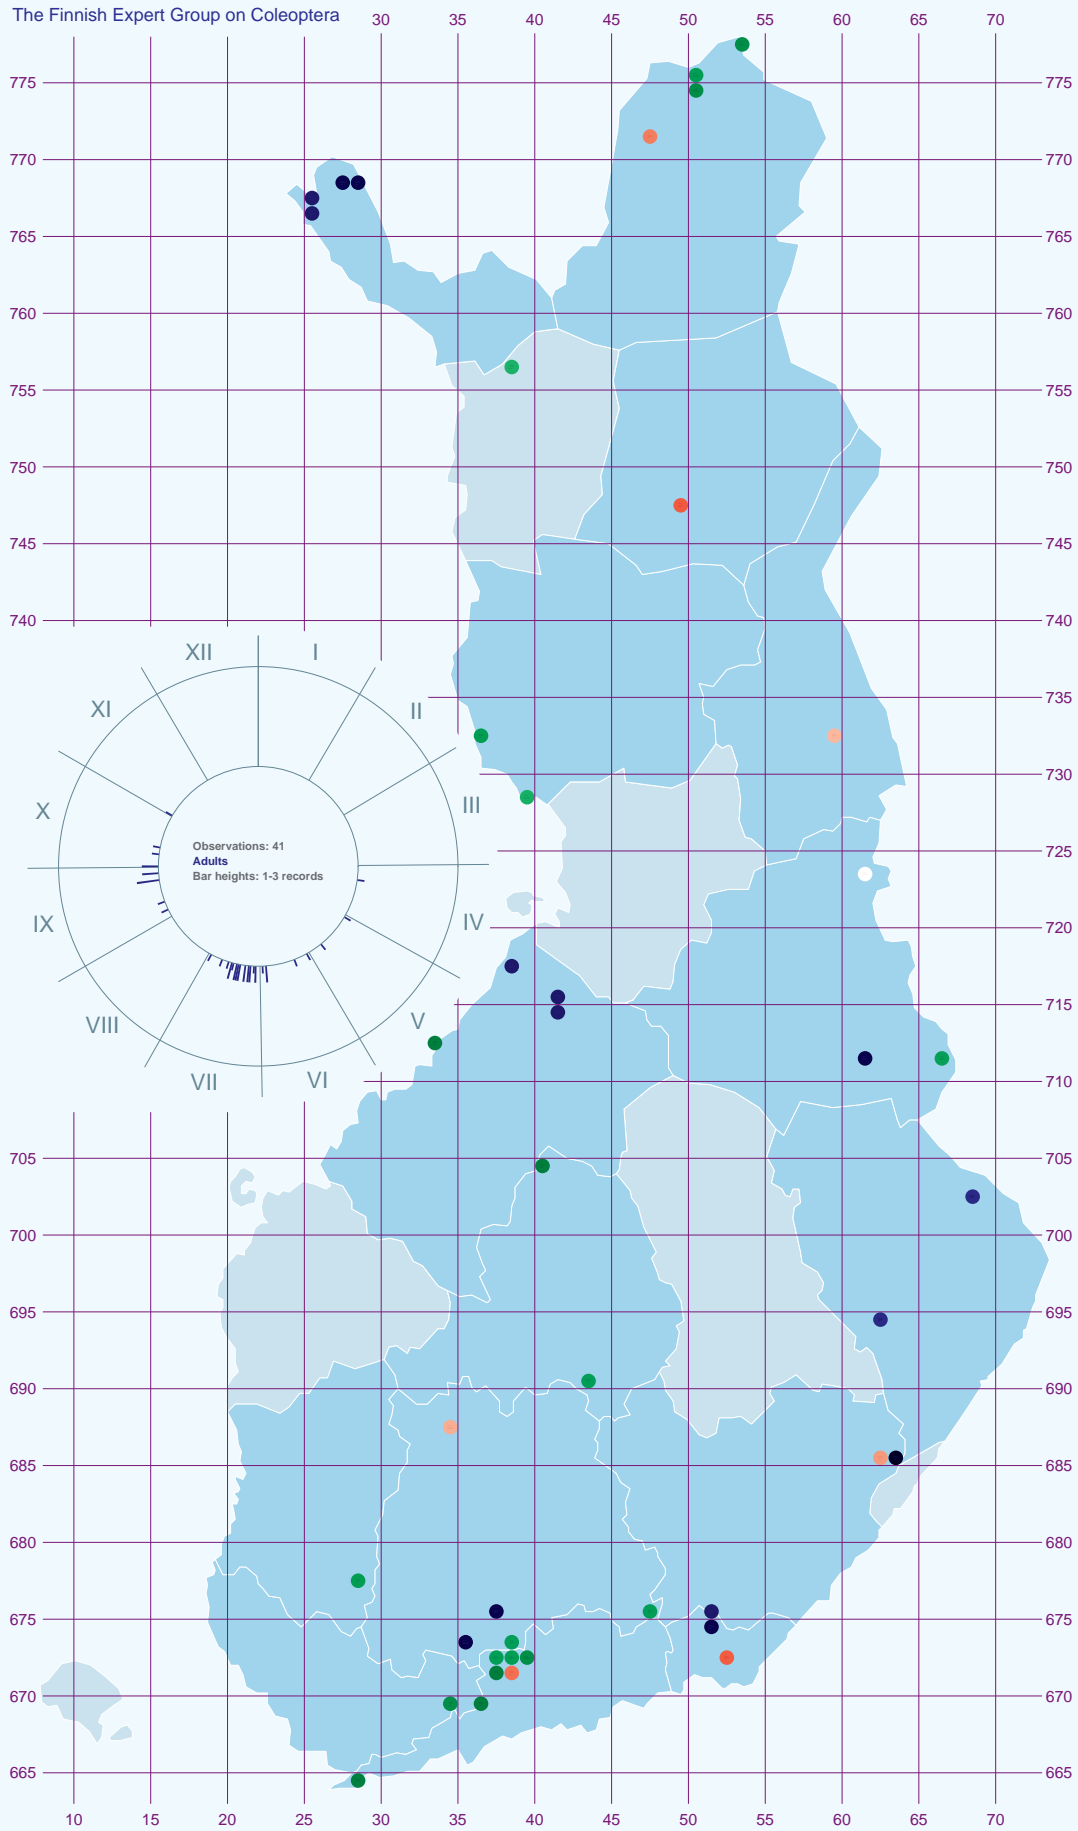 The Finnish Expert Group on Coleoptera
30 35 40 45 50 55 60 65 70
775 775
770 770
765 765
760 760
755 755
750 750
745 745
740 740
XII I
XI II
735
X III
730
Observations: 41
Adults
Bar heights: 1-3 records
725
IX IV
720
715
VIII V
VII VI
710
705 705
700 700
695 695
690 690
685 685
680 680
675 675
670 670
665 665
10 15 20 25 30 35 40 45 50 55 60 65 70